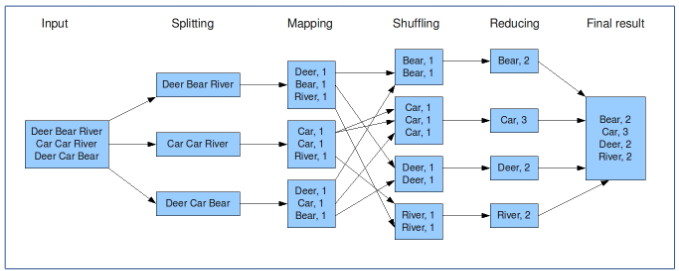 Input
Splitting
Mapping
Shuffling
Reducing
Final result
Deer Bear River
Car Car River
Deer Car Bear
Deer Bear River
Car Car River
Deer Car Bear
Deer, 1
Bear, 1
River, 1
Car, 1
Car, 1
River, 1
Deer, 1
Car, 1
Bear, 1
Bear, 1
Bear, 1
Car, 1
Car, 1
Car, 1
Deer, 1
Deer, 1
River, 1
River, 1
Bear, 2
Car, 3
Deer, 2
River, 2
Bear, 2
Car, 3
Deer, 2
River, 2